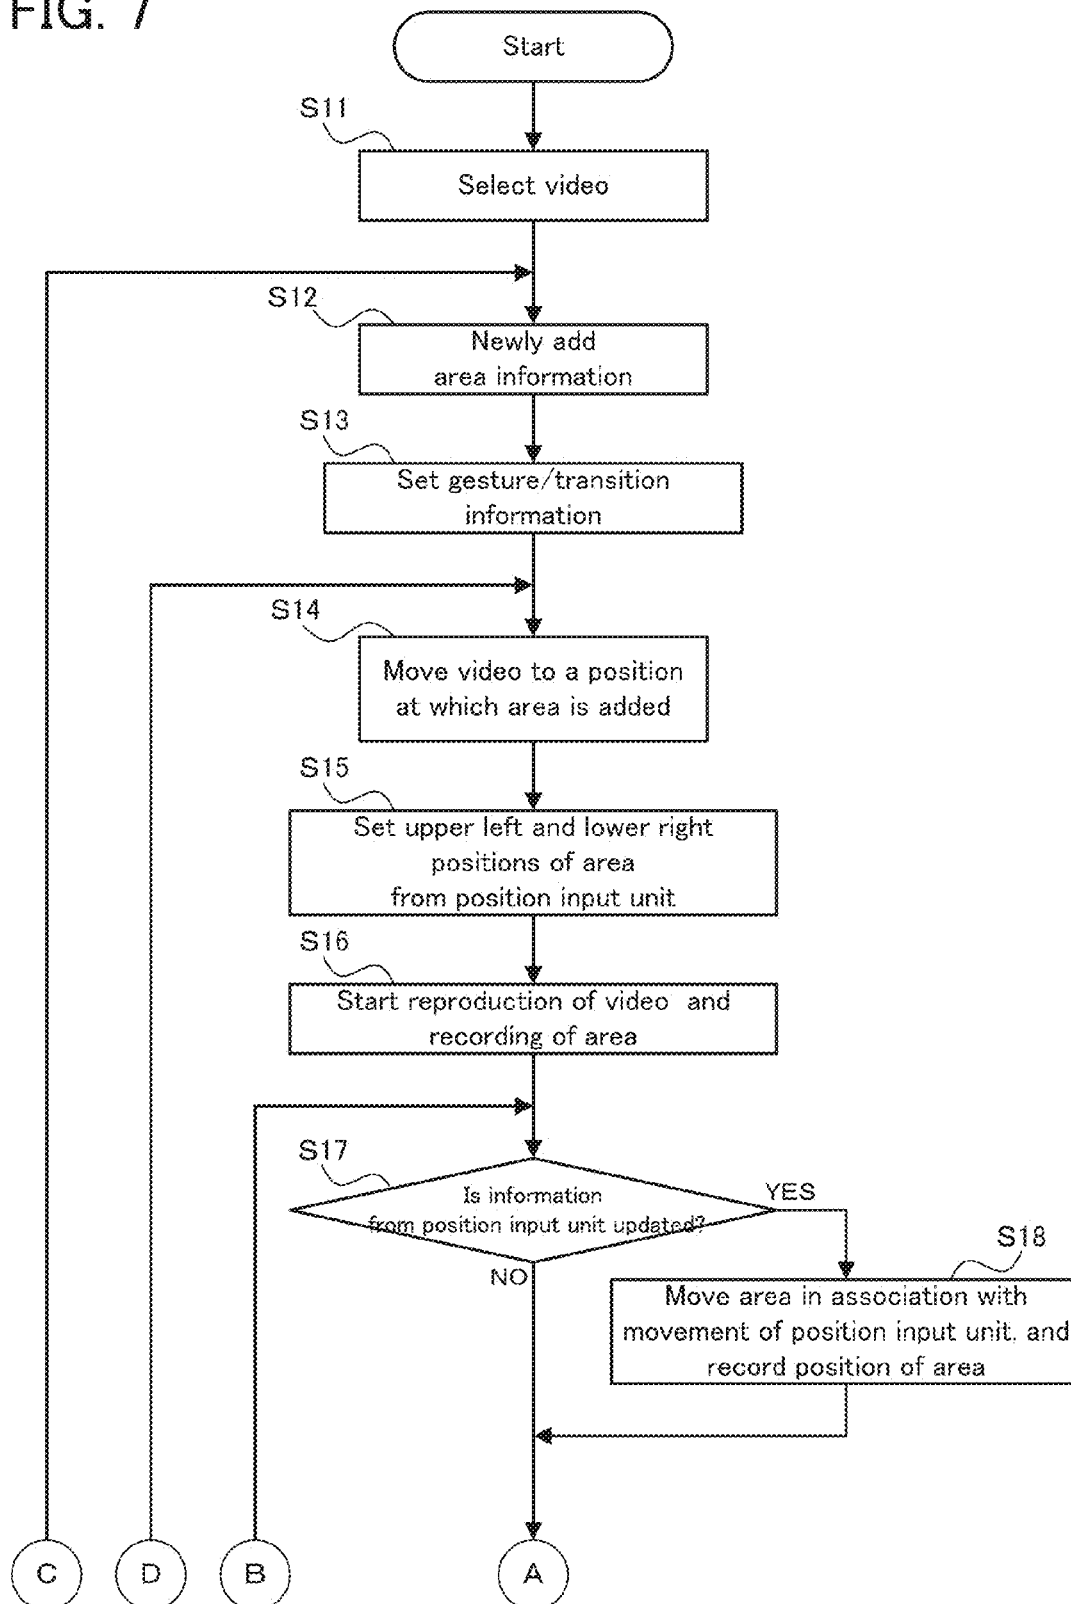 FIG. 7
Start
S11
Select video
S12
Newly add
area information
S13
Set gesture/transition
information
S14
Move video to a position
at which area is added
S15
Set upper left and lower right
positions of area
from position input unit
S16
Start reproduction of video and
recording of area
S17
Is information
from position input unit updated?
YES
NO
S18
Move area in association with
movement of position input unit, and
record position of area
C
D
B
A